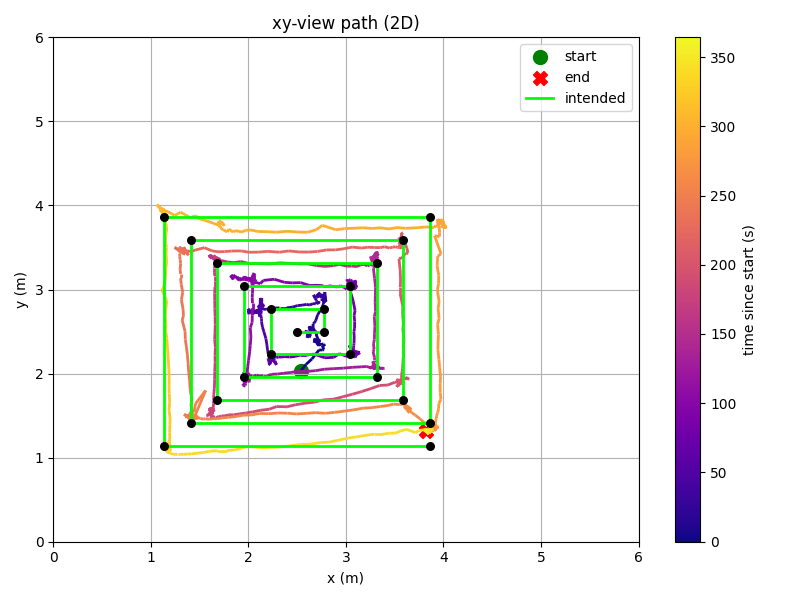 xy-view path (2D)
start
end
intended
6
5
4
3
2
1
0
y (m)
0 1 2 3 4 5 6
x (m)
350
300
250
200
150
100
50
0
time since start (s)